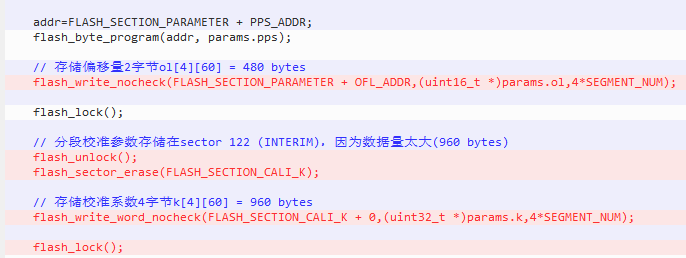 addr=FLASH_SECTION_PARAMETER + PPS_ADDR;
flash_byte_program(addr, params.pps);
// 存储偏移量2字节ol[4][60] = 480 bytes
flash_write_nocheck(FLASH_SECTION_PARAMETER + OFL_ADDR,(uint16_t *)params.ol,4*SEGMENT_NUM);
flash_lock();
// 分段校准参数存储在sector 122 (INTERIM)，因为数据量太大(960 bytes)
flash_unlock();
flash_sector_erase(FLASH_SECTION_CALI_K);
// 存储校准系数4字节k[4][60] = 960 bytes
flash_write_word_nocheck(FLASH_SECTION_CALI_K + 0,(uint32_t *)params.k,4*SEGMENT_NUM);
flash_lock();